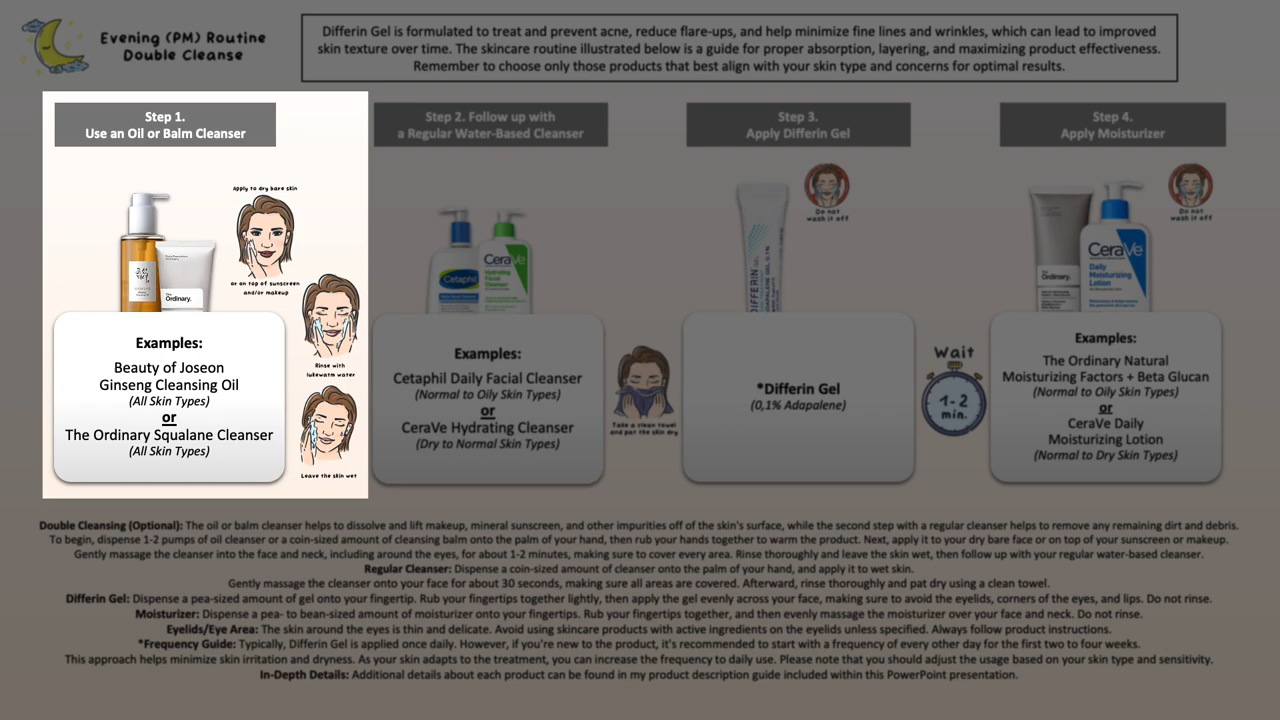 Evening (PM) Routine
Double Cleanse
Differin Gel is formulated to treat and prevent acne, reduce flare-ups, and help minimize fine lines and wrinkles, which can lead to improved
skin texture over time. The skincare routine illustrated below is a guide for proper absorption, layering, and maximizing product effectiveness.
Remember to choose only those products that best align with your skin type and concerns for optimal results.
Step 1.
Use an Oil or Balm Cleanser
Apply to dry bare skin
or on top of sunscreen
and/or makeup
The
Ordinary.
Rinse with
lukewarm water
Leave the skin wet
Examples:
Beauty of Joseon
Ginseng Cleansing Oil
(All Skin Types)
or
The Ordinary Squalane Cleanser
(All Skin Types)
Step 2. Follow up with
a Regular Water-Based Cleanser
Cetaphil
CeraVe
Hydrating
Facial
Cleanser
Examples:
Cetaphil Daily Facial Cleanser
(Normal to Oily Skin Types)
or
CeraVe Hydrating Cleanser
(Dry to Normal Skin Types)
Take a clean towel
and pat the skin dry
Step 3.
Apply Differin Gel
Do not
wash it off
DIFFERIN
ADAPALENE GEL 0.1%
*Differin Gel
(0,1% Adapalene)
Wait
1-2
min.
Step 4.
Apply Moisturizer
Do not
wash it off
Ordinary.
CeraVe
Daily
Moisturizing
Lotion
Examples:
The Ordinary Natural
Moisturizing Factors + Beta Glucan
(Normal to Oily Skin Types)
or
CeraVe Daily
Moisturizing Lotion
(Normal to Dry Skin Types)
Double Cleansing (Optional): The oil or balm cleanser helps to dissolve and lift makeup, mineral sunscreen, and other impurities off of the skin's surface, while the second step with a regular cleanser helps to remove any remaining dirt and debris.
To begin, dispense 1-2 pumps of oil cleanser or a coin-sized amount of cleansing balm onto the palm of your hand, then rub your hands together to warm the product. Next, apply it to your dry bare face or on top of your sunscreen or makeup.
Gently massage the cleanser into the face and neck, including around the eyes, for about 1-2 minutes, making sure to cover every area. Rinse thoroughly and leave the skin wet, then follow up with your regular water-based cleanser.
Regular Cleanser: Dispense a coin-sized amount of cleanser onto the palm of your hand, and apply it to wet skin.
Gently massage the cleanser onto your face for about 30 seconds, making sure all areas are covered. Afterward, rinse thoroughly and pat dry using a clean towel.
Differin Gel: Dispense a pea-sized amount of gel onto your fingertip. Rub your fingertips together lightly, then apply the gel evenly across your face, making sure to avoid the eyelids, corners of the eyes, and lips. Do not rinse.
Moisturizer: Dispense a pea- to bean-sized amount of moisturizer onto your fingertips. Rub your fingertips together, and then evenly massage the moisturizer over your face and neck. Do not rinse.
Eyelids/Eye Area: The skin around the eyes is thin and delicate. Avoid using skincare products with active ingredients on the eyelids unless specified. Always follow product instructions.
*Frequency Guide: Typically, Differin Gel is applied once daily. However, if you're new to the product, it's recommended to start with a frequency of every other day for the first two to four weeks.
This approach helps minimize skin irritation and dryness. As your skin adapts to the treatment, you can increase the frequency to daily use. Please note that you should adjust the usage based on your skin type and sensitivity.
In-Depth Details: Additional details about each product can be found in my product description guide included within this PowerPoint presentation.